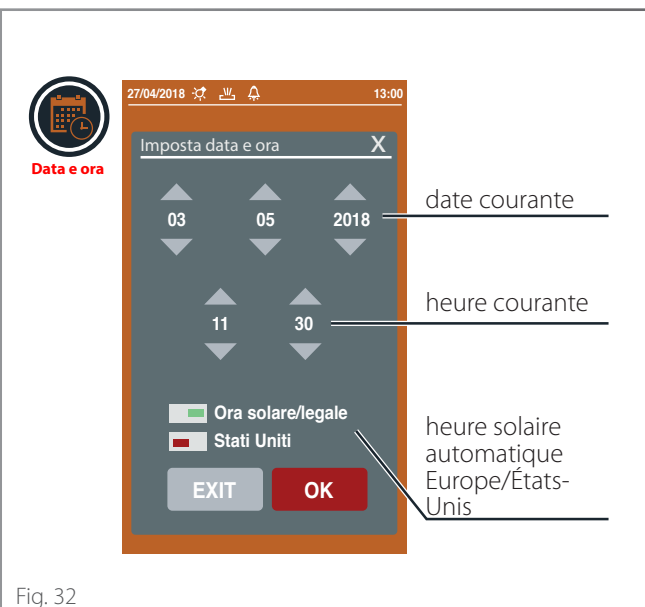 27/04/2018 13:00
Data e ora
Imposta data e ora X
03 05 2018
date courante
11 30
heure courante
Ora solare/legale
Stati Uniti
heure solaire
automatique
Europe/États-
Unis
EXIT OK
Fig. 32